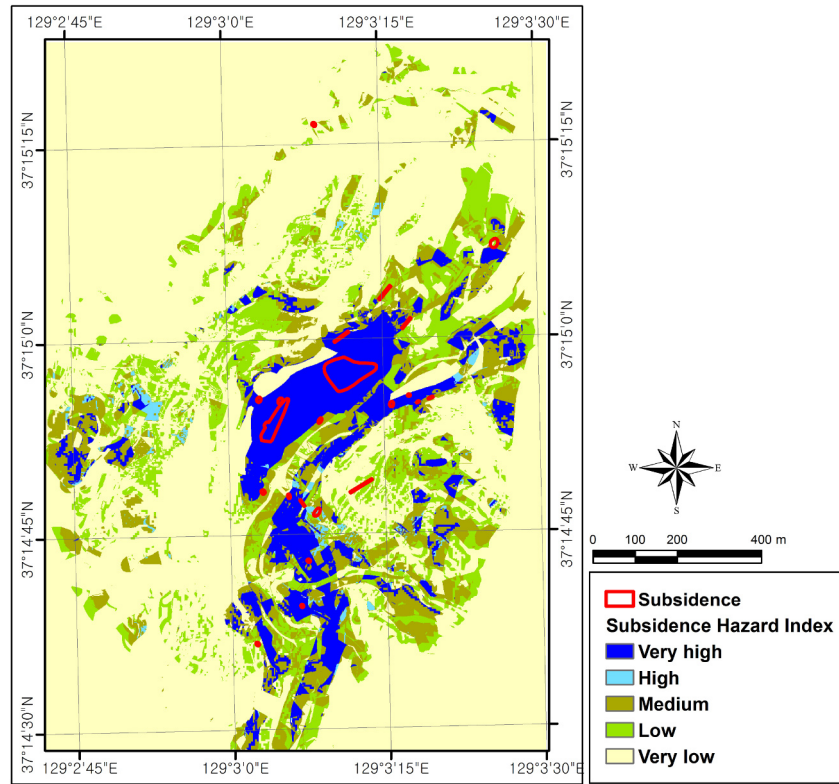 129°2'45"E 129°3'0"E 129°3'15"E 129°3'30"E
37°15'15"N
37°15'15"N
37°15'0"N
37°15'0"N
37°14'45"N
37°14'45"N
37°14'30"N
129°2'45"E 129°3'0"E 129°3'15"E 129°3'30"E
N
W E
S
0 100 200 400 m
Subsidence
Subsidence Hazard Index
Very high
High
Medium
Low
Very low